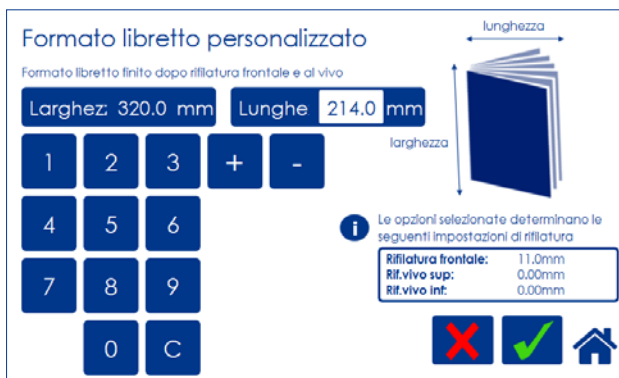 Formato libretto personalizzato
Formato libretto finito dopo rifilatura frontale e al vivo
Larghez: 320.0 mm
Lunghe 214.0 mm
lunghezza
larghezza
1 2 3 + -
4 5 6
7 8 9
0 C
i
Le opzioni selezionate determinano le
seguenti impostazioni di rifilatura
Rifilatura frontale: 11.0mm
Rif.vivo sup: 0.00mm
Rif.vivo inf: 0.00mm